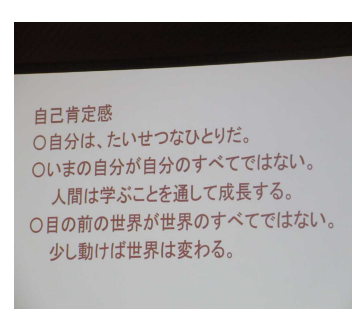 自己肯定感
○自分は、たいせつなひとりだ。
○いまの自分が自分のすべてではない。
人間は学ぶことを通して成長する。
○目の前の世界が世界のすべてではない。
少し動けば世界は変わる。